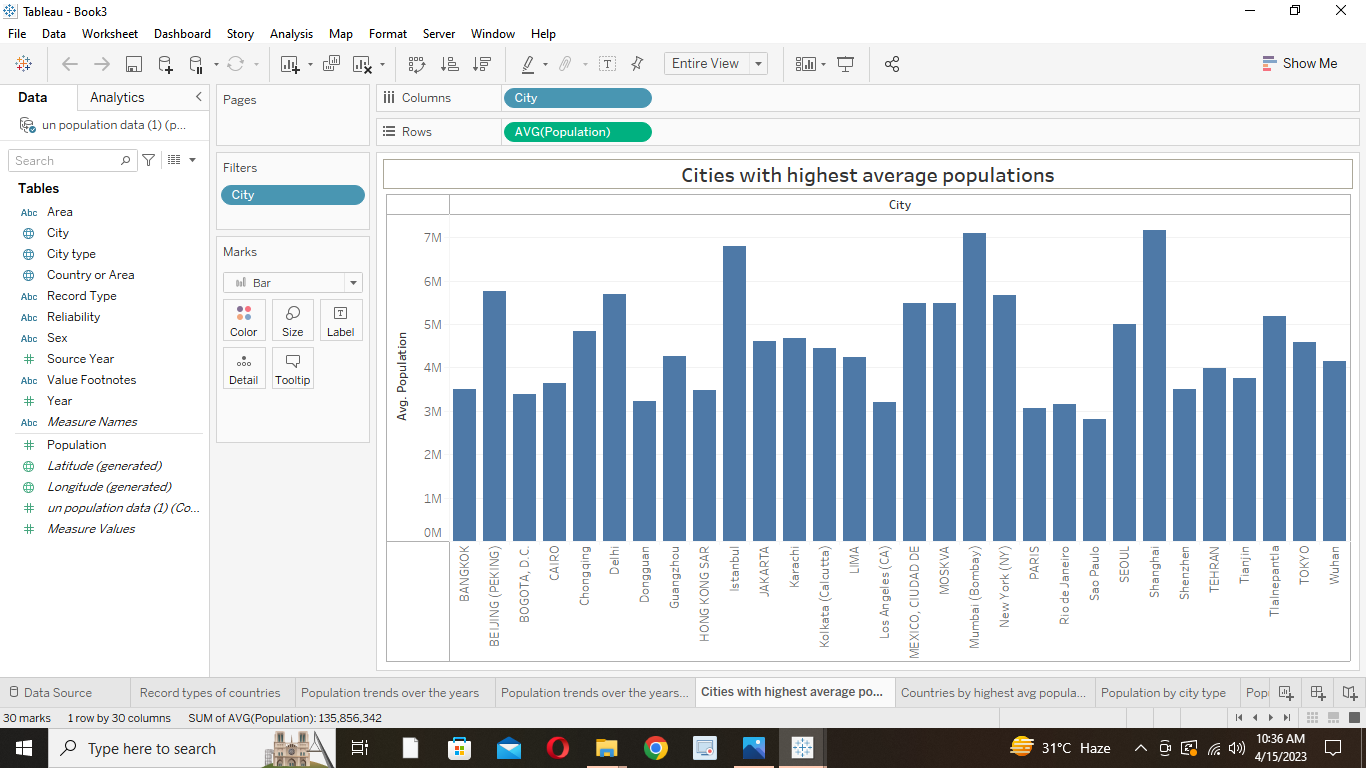 Tableau - Book3
File Data Worksheet Dashboard Story Analysis Map Format Server Window Help
Entire View
Show Me
Data Analytics
un population data (1) (p...
Search
Tables
Abc Area
City
City type
Country or Area
Abc Record Type
Abc Reliability
Abc Sex
Source Year
Abc Value Footnotes
Year
Abc Measure Names
Population
Latitude (generated)
Longitude (generated)
un population data (1) (Co...
Measure Values
Pages
Filters
City
Marks
Bar
Color Size Label
Detail Tooltip
Columns City
Rows AVG(Population)
Cities with highest average populations
City
Avg. Population
7M
6M
5M
4M
3M
2M
1M
0M
BANGKOK
BEIJING (PEKING)
BOGOTA, D.C.
CAIRO
Chongqing
Delhi
Dongguan
Guangzhou
HONG KONG SAR
Istanbul
JAKARTA
Karachi
Kolkata (Calcutta)
LIMA
Los Angeles (CA)
MEXICO, CIUDAD DE
MOSKVA
Mumbai (Bombay)
New York (NY)
PARIS
Rio de Janeiro
Sao Paulo
SEOUL
Shanghai
Shenzhen
TEHRAN
Tianjin
Tlalnepantla
TOKYO
Wuhan
Data Source Record types of countries Population trends over the years Population trends over the years... Cities with highest average po... Countries by highest avg popula... Population by city type Pop
30 marks 1 row by 30 columns SUM of AVG(Population): 135,856,342
Type here to search
31°C Haze
10:36 AM
4/15/2023